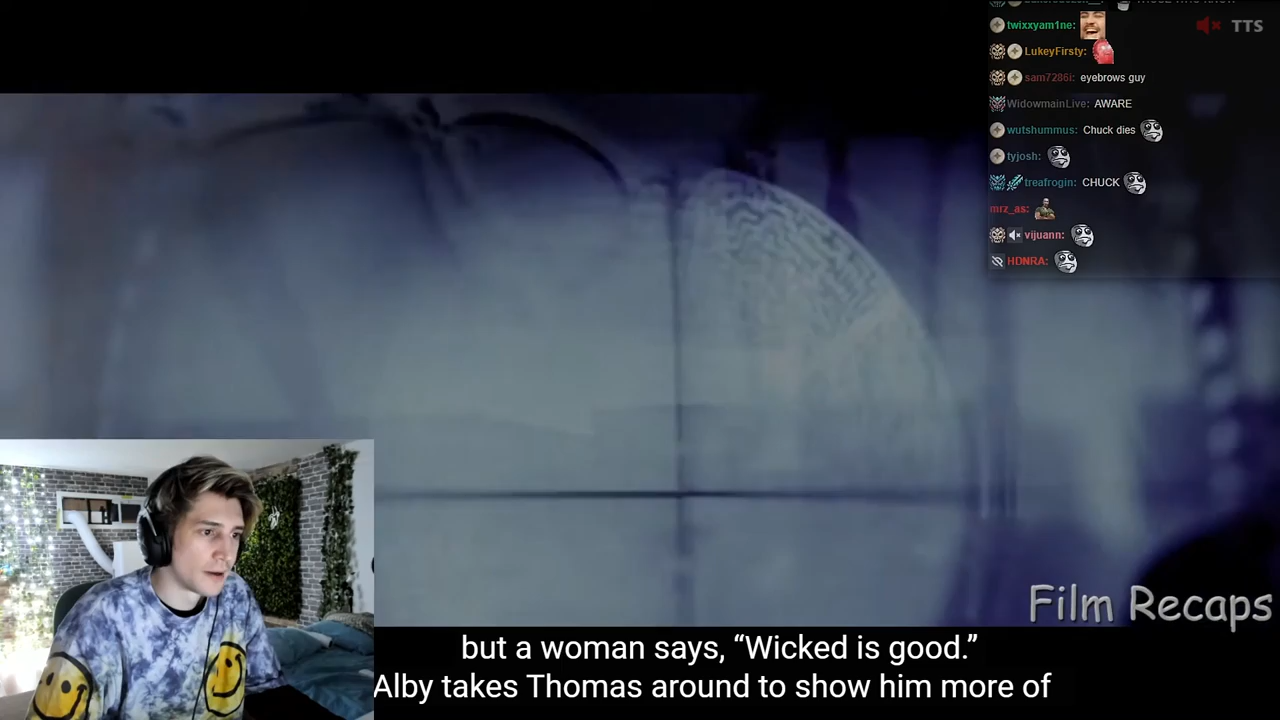 TTS
twixxyam1ne:
LukeyFirsty:
sam7286i: eyebrows guy
WidowmainLive: AWARE
wutshummus: Chuck dies
tyjosh:
treafrogin: CHUCK
mrz_as:
vijuann:
HDNRA:
Film Recaps
but a woman says, “Wicked is good.”
Alby takes Thomas around to show him more of